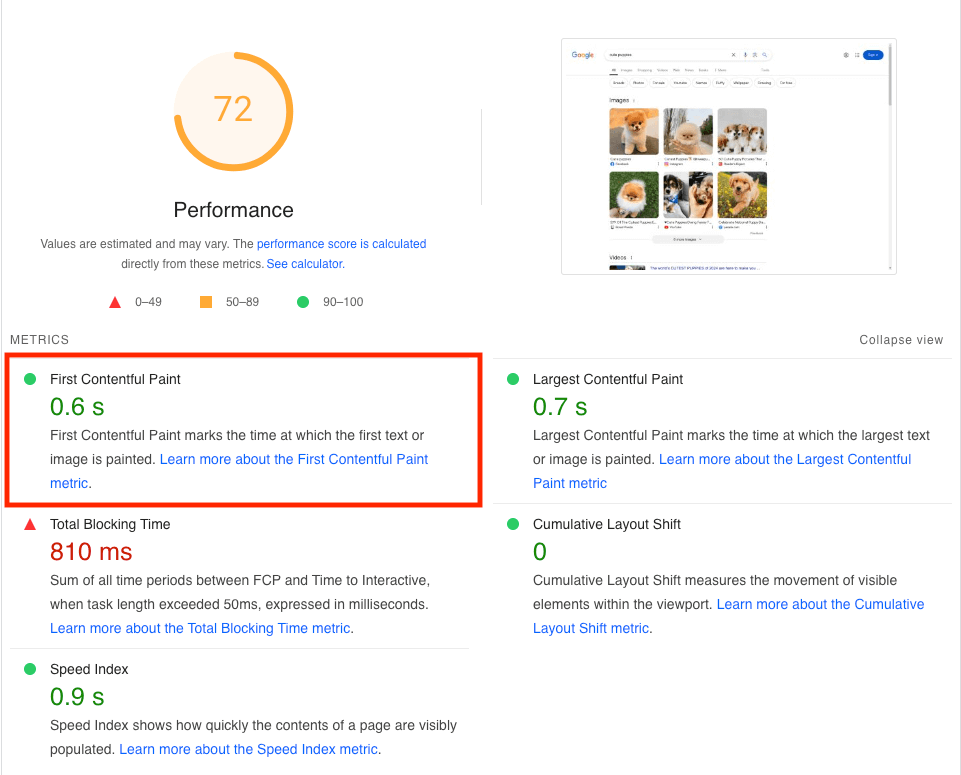 72
Performance
Values are estimated and may vary. The performance score is calculated
directly from these metrics. See calculator.
0–49
50–89
90–100
Google
cute puppies
Sign in
Images
Videos
METRICS
Collapse view
First Contentful Paint
0.6 s
First Contentful Paint marks the time at which the first text or
image is painted. Learn more about the First Contentful Paint
metric.
Largest Contentful Paint
0.7 s
Largest Contentful Paint marks the time at which the largest text
or image is painted. Learn more about the Largest Contentful
Paint metric
Total Blocking Time
810 ms
Sum of all time periods between FCP and Time to Interactive,
when task length exceeded 50ms, expressed in milliseconds.
Learn more about the Total Blocking Time metric.
Cumulative Layout Shift
0
Cumulative Layout Shift measures the movement of visible
elements within the viewport. Learn more about the Cumulative
Layout Shift metric.
Speed Index
0.9 s
Speed Index shows how quickly the contents of a page are visibly
populated. Learn more about the Speed Index metric.